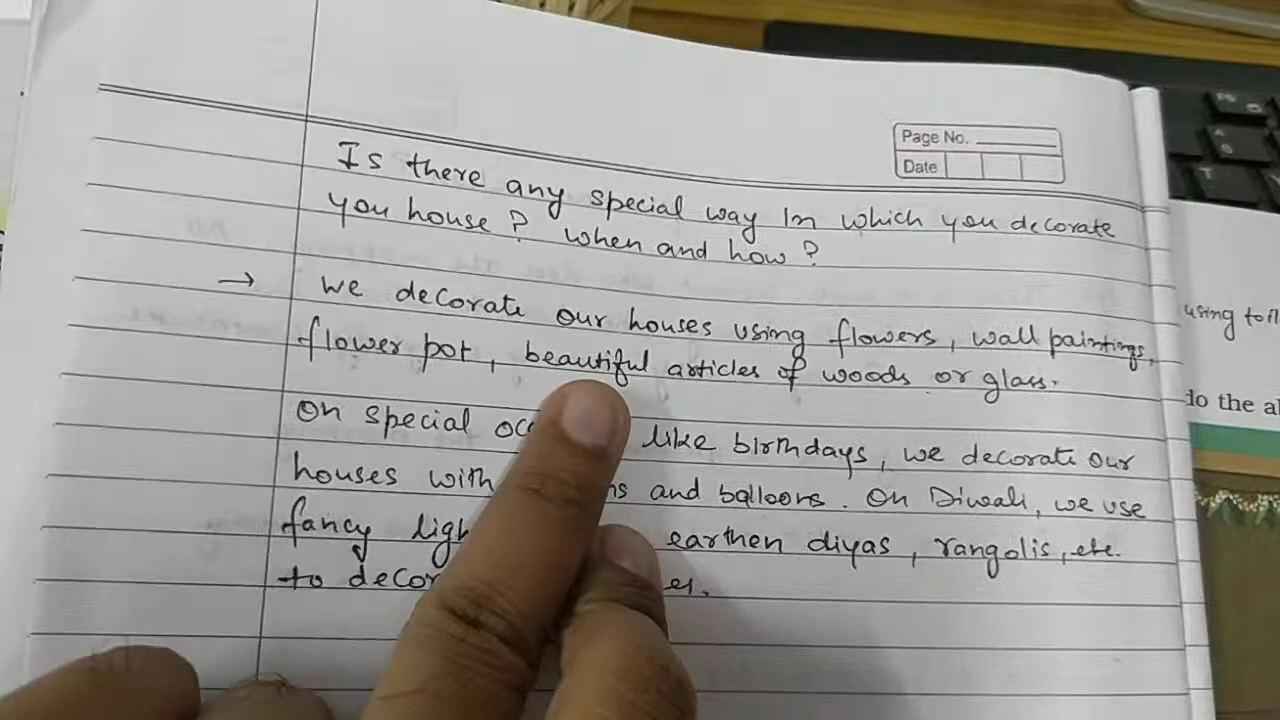 Page No.
Date
Is there any special way In which you decorate
you house? when and how?
→ we decorate our houses using flowers, wall paintings,
flower pot, beautiful articles of woods or glass.
On special like birthdays, we decorate our
houses with and balloons. On Diwali, we use
fancy earthen diyas, rangolis, etc.
to
using to
do the